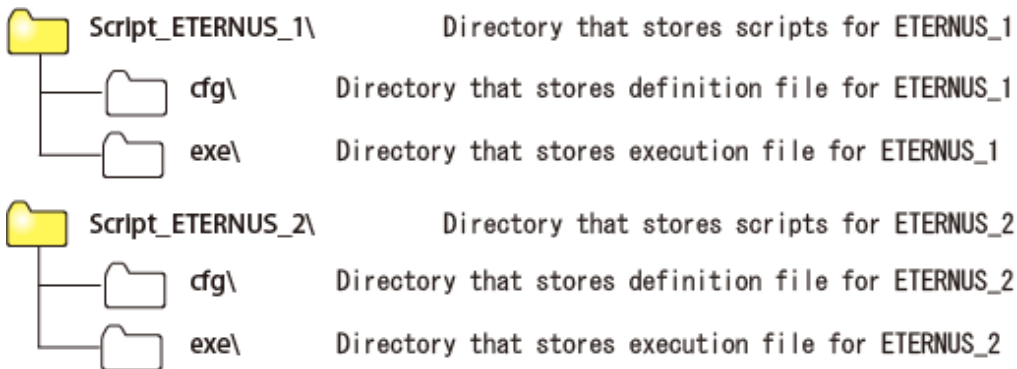 Script_ETERNUS_1\ Directory that stores scripts for ETERNUS_1
cfg\ Directory that stores definition file for ETERNUS_1
exe\ Directory that stores execution file for ETERNUS_1
Script_ETERNUS_2\ Directory that stores scripts for ETERNUS_2
cfg\ Directory that stores definition file for ETERNUS_2
exe\ Directory that stores execution file for ETERNUS_2